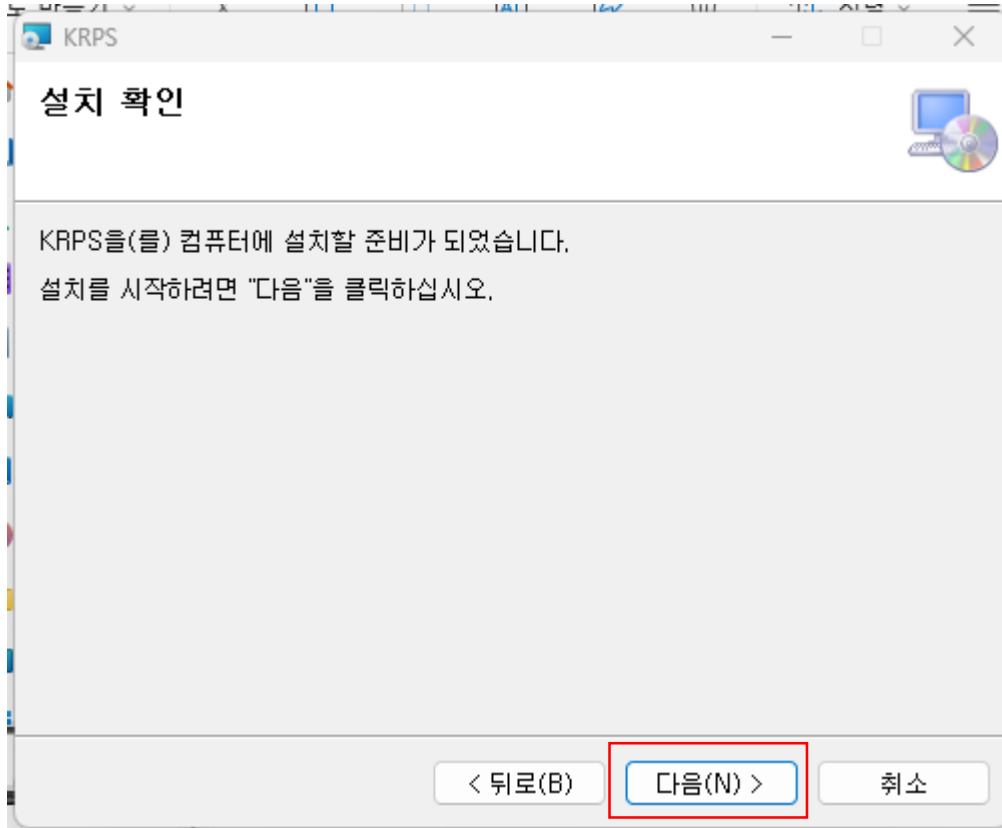 KRPS
설치 확인
KRPS을(를) 컴퓨터에 설치할 준비가 되었습니다.
설치를 시작하려면 "다음"을 클릭하십시오.
< 뒤로(B)
다음(N) >
취소